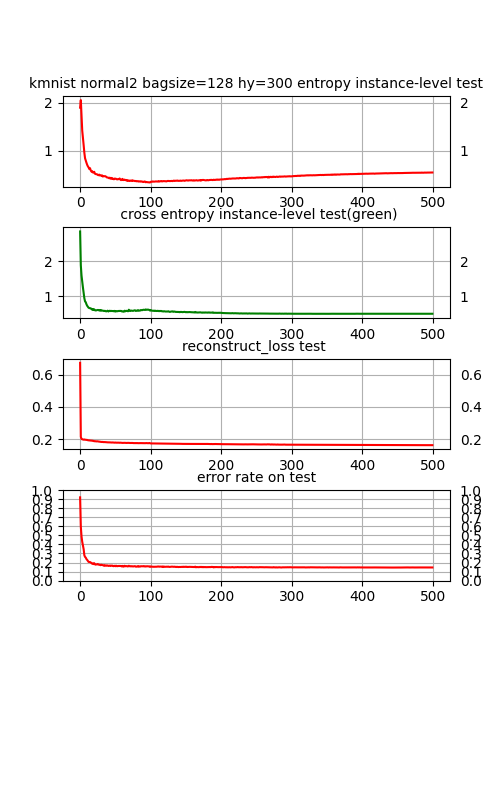 kmnist normal2 bagsize=128 hy=300 entropy instance-level test
2 2
1 1
0 100 200 300 400 500
cross entropy instance-level test(green)
2 2
1 1
0 100 200 300 400 500
reconstruct_loss test
0.6 0.6
0.4 0.4
0.2 0.2
0 100 200 300 400 500
error rate on test
1.0 1.0
0.9 0.9
0.8 0.8
0.7 0.7
0.6 0.6
0.5 0.5
0.4 0.4
0.3 0.3
0.2 0.2
0.1 0.1
0.0 0.0
0 100 200 300 400 500